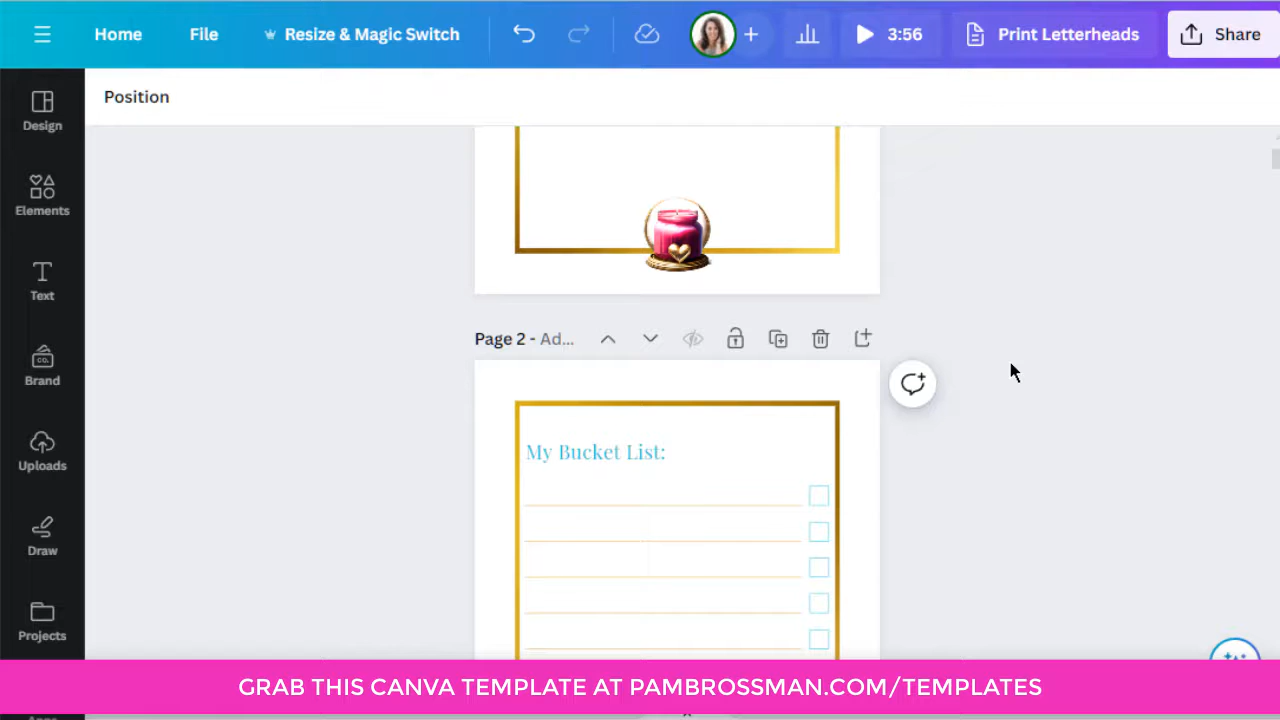 Home File Resize & Magic Switch 3:56 Print Letterheads Share
Position
Design
Elements
Text
CO.
Brand
Uploads
Draw
Projects
Page 2 - Ad...
My Bucket List:
GRAB THIS CANVA TEMPLATE AT PAMBROSSMAN.COM/TEMPLATES